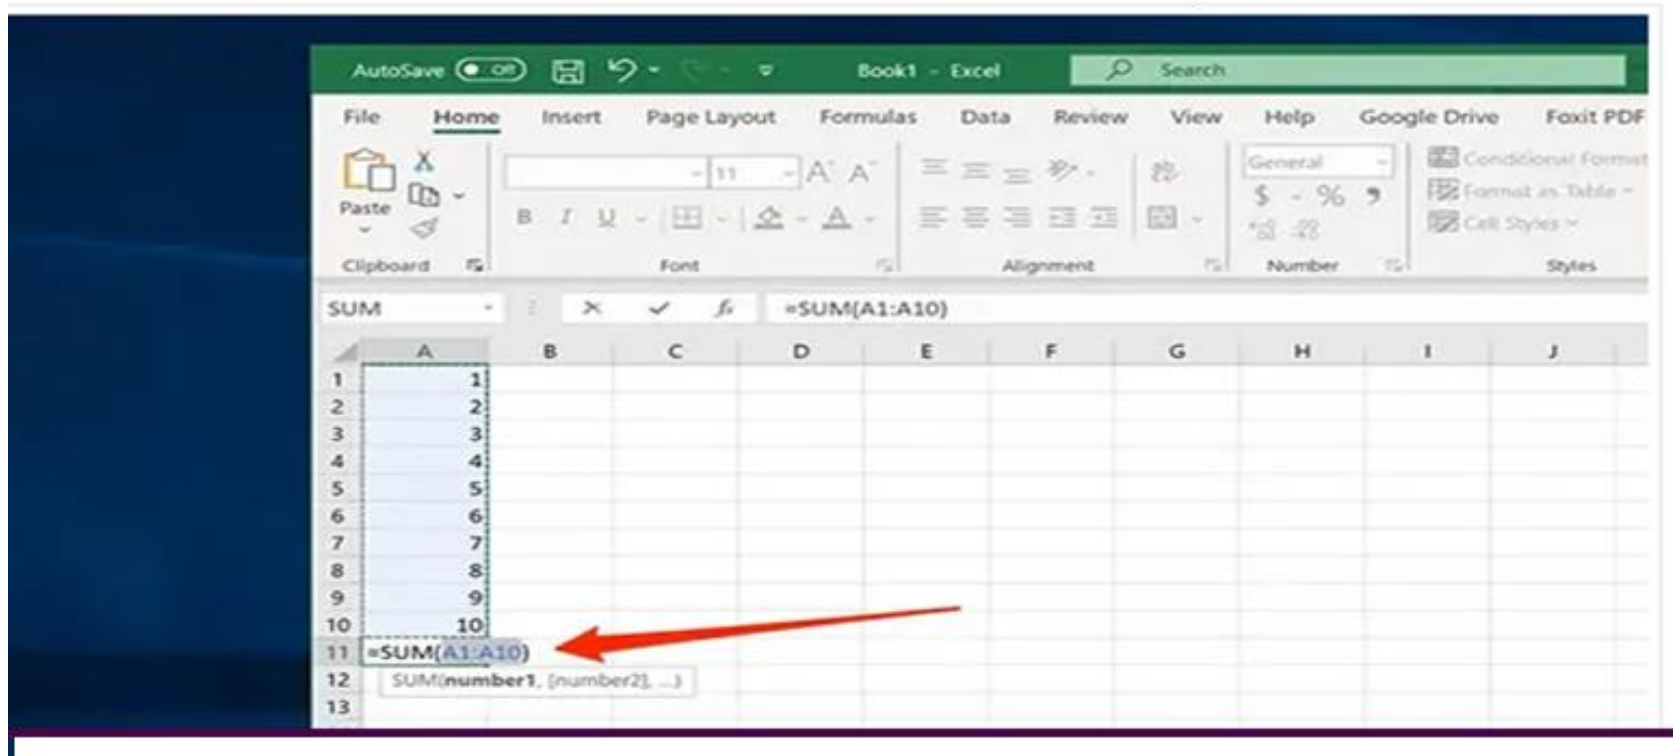 AutoSave Off Book1 - Excel Search
File Home Insert Page Layout Formulas Data Review View Help Google Drive Foxit PDF
Paste 11 A A General Conditional Format
B I U A $ - % , Format as Table
Cell Styles
Clipboard Font Alignment Number Styles
SUM fx =SUM(A1:A10)
A B C D E F G H I J
1 1
2 2
3 3
4 4
5 5
6 6
7 7
8 8
9 9
10 10
11 =SUM(A1:A10)
12 SUM(number1, [number2], ...)
13